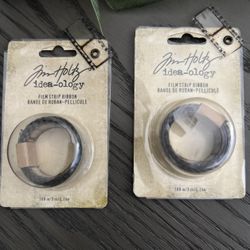 Tim Holtz
idea-ology
FILM STRIP RIBBON
BANDE DE RUBAN-PELLICULE
Tim Holtz
idea-ology
FILM STRIP RIBBON
BANDE DE RUBAN-PELLICULE